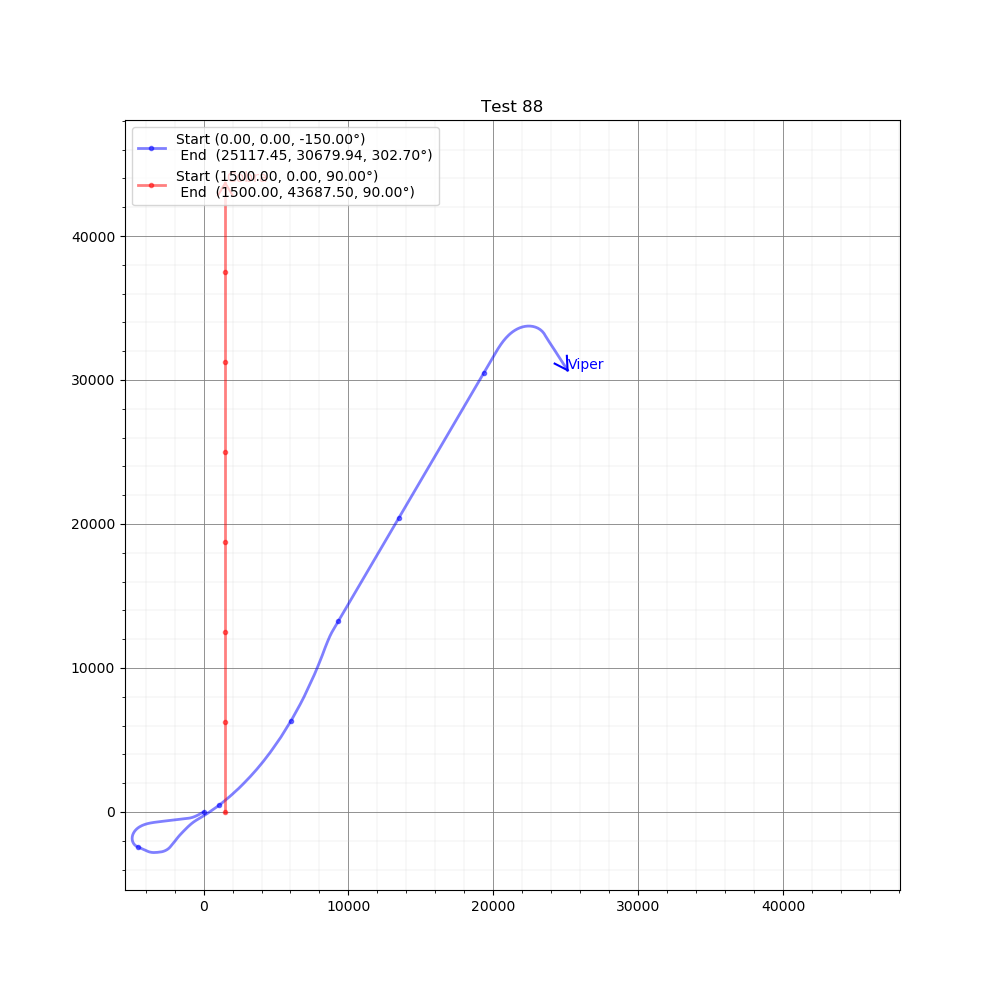 Test 88
Start (0.00, 0.00, -150.00°)
End  (25117.45, 30679.94, 302.70°)
Start (1500.00, 0.00, 90.00°)
End  (1500.00, 43687.50, 90.00°)
40000
30000
Viper
20000
10000
0
0 10000 20000 30000 40000